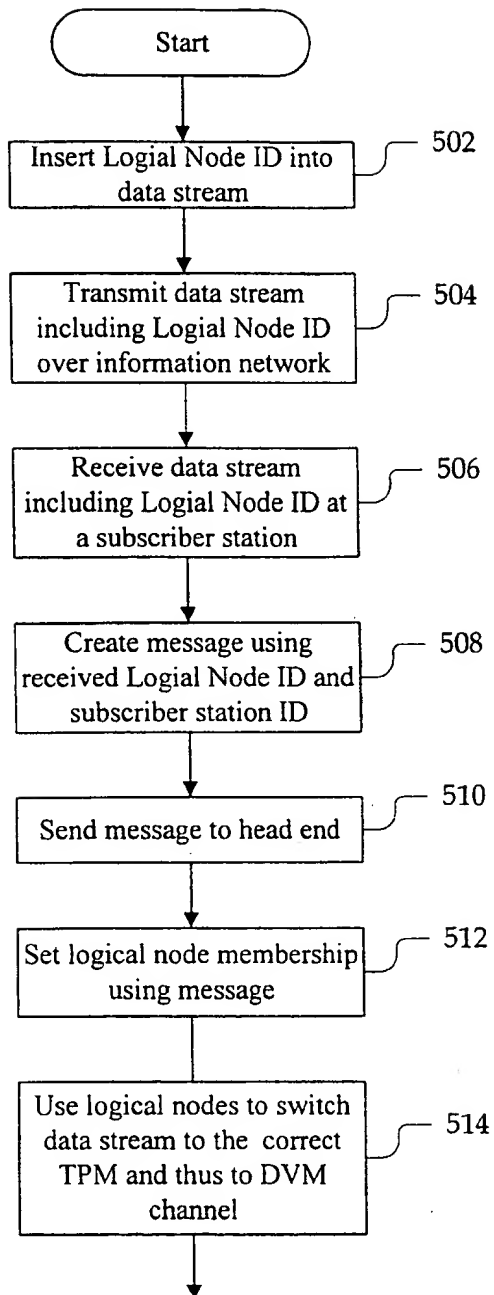 Start
Insert Logial Node ID into
data stream
502
Transmit data stream
including Logial Node ID
over information network
504
Receive data stream
including Logial Node ID at
a subscriber station
506
Create message using
received Logial Node ID and
subscriber station ID
508
Send message to head end
510
Set logical node membership
using message
512
Use logical nodes to switch
data stream to the correct
TPM and thus to DVM
channel
514